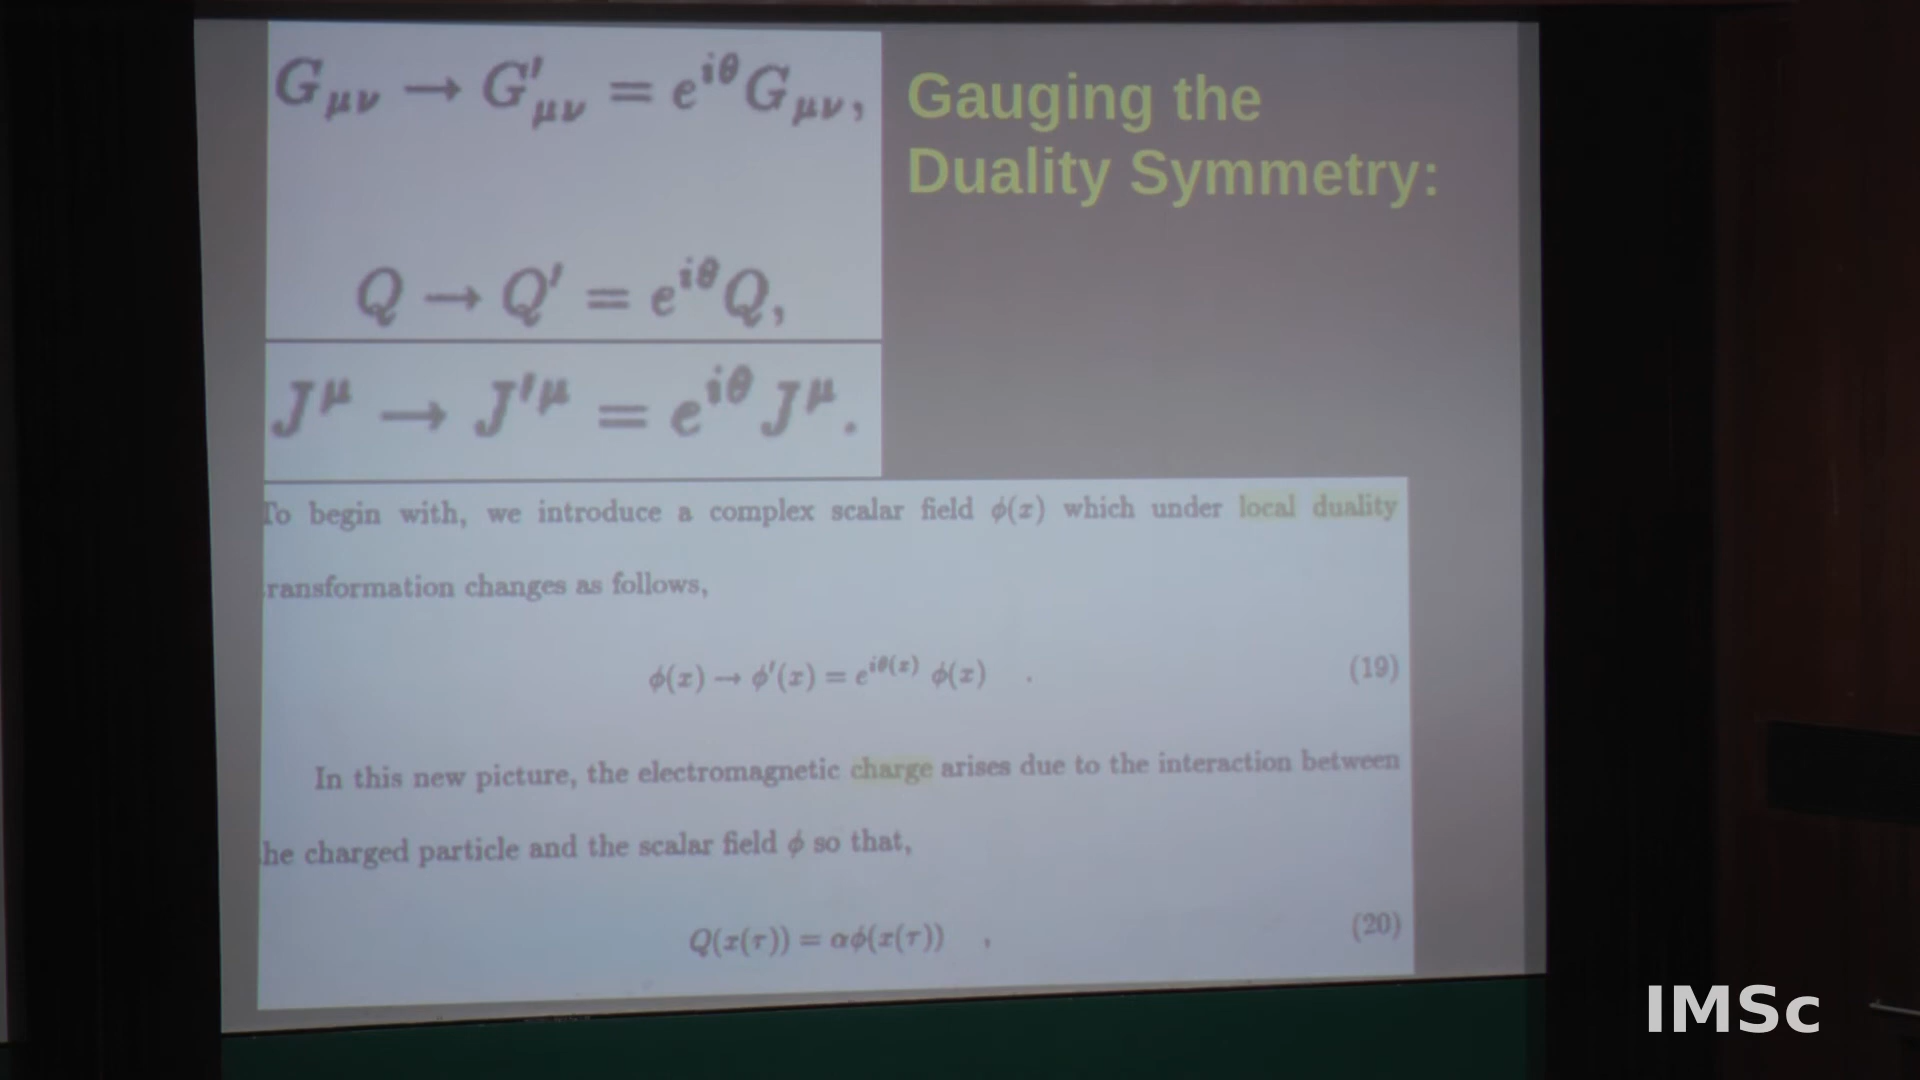 G_{μν} → G'_{μν} = e^{iθ} G_{μν},
Gauging the
Duality Symmetry:
Q → Q' = e^{iθ} Q,
J^μ → J'^μ = e^{iθ} J^μ.
To begin with, we introduce a complex scalar field ϕ(x) which under local duality
ransformation changes as follows,
ϕ(x) → ϕ'(x) = e^{iθ(x)} ϕ(x) . (19)
In this new picture, the electromagnetic charge arises due to the interaction between
he charged particle and the scalar field ϕ so that,
Q(x(τ)) = αϕ(x(τ)) , (20)
IMSc